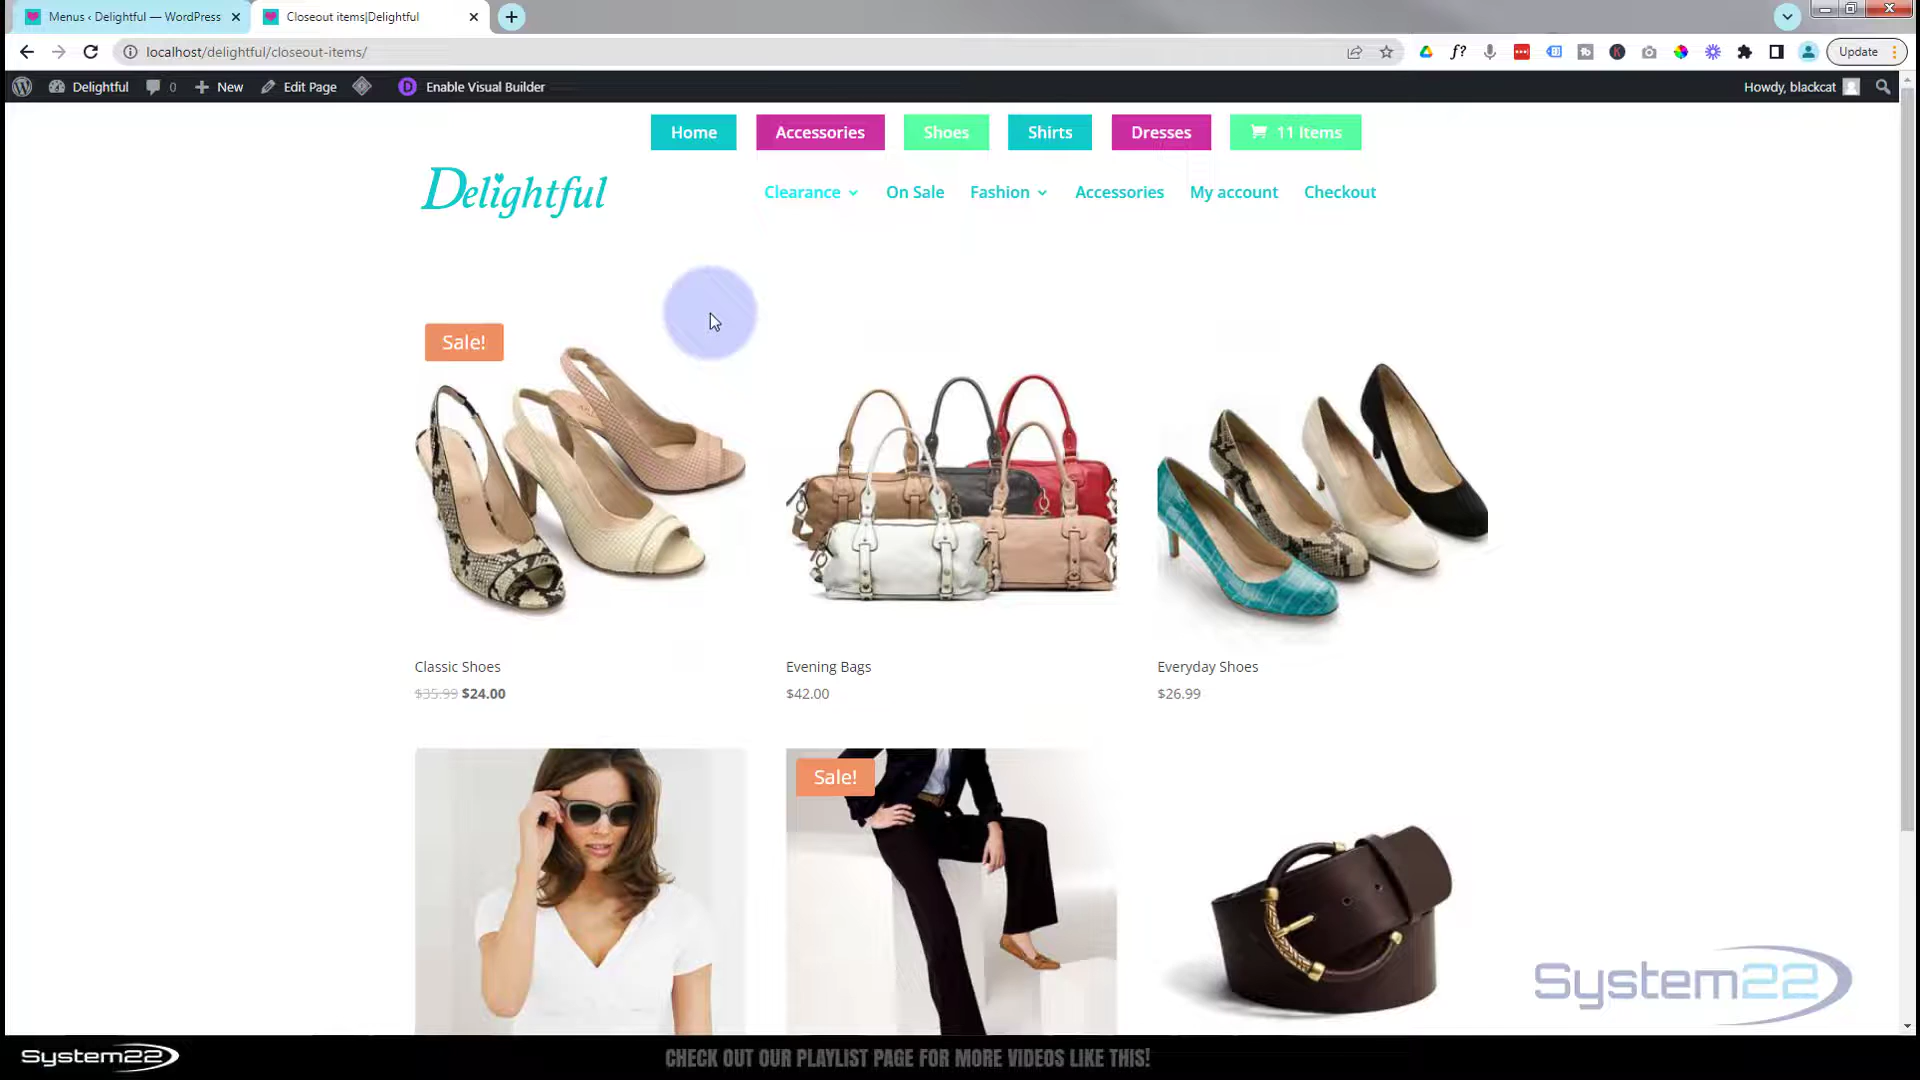 Menus ‹ Delightful — WordPress
Closeout items|Delightful
localhost/delightful/closeout-items/
f?
Update
Delightful
0
New
Edit Page
D
Enable Visual Builder
Howdy, blackcat
Home
Accessories
Shoes
Shirts
Dresses
11 Items
Delightful
Clearance
On Sale
Fashion
Accessories
My account
Checkout
Sale!
Classic Shoes
$35.99 $24.00
Evening Bags
$42.00
Everyday Shoes
$26.99
Sale!
System22
System22
CHECK OUT OUR PLAYLIST PAGE FOR MORE VIDEOS LIKE THIS!